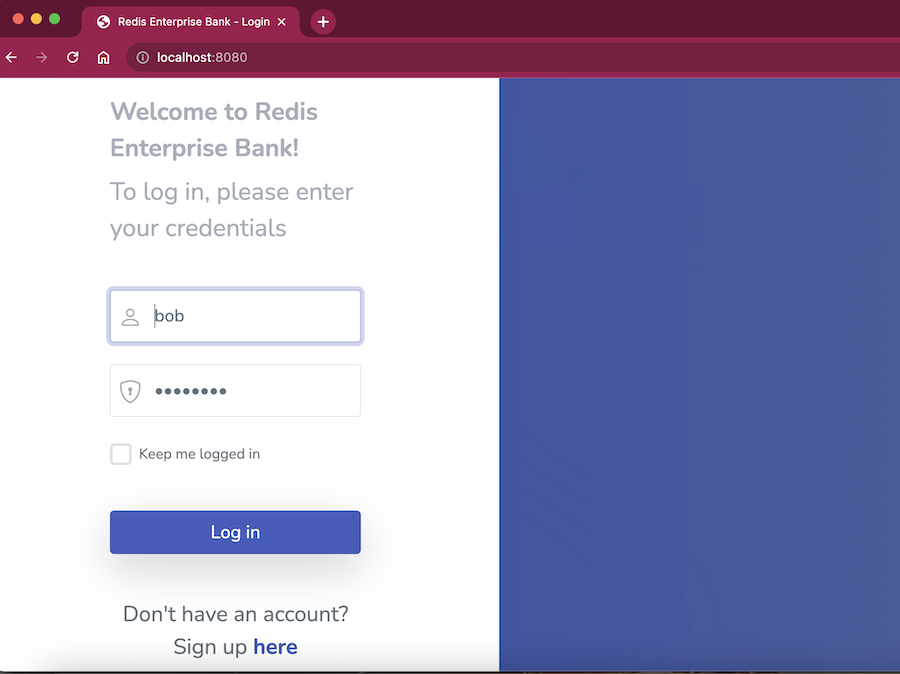 Redis Enterprise Bank - Login
localhost:8080
Welcome to Redis
Enterprise Bank!
To log in, please enter
your credentials
bob
••••••••
Keep me logged in
Log in
Don't have an account?
Sign up here